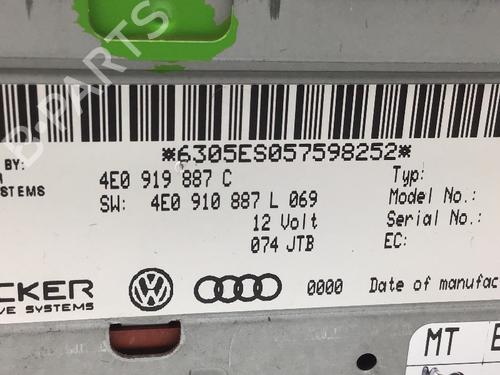 B-PARTS
*6305ES057598252*
BY:
4E0 919 887 C
Typ:
SYSTEMS
SW: 4E0 910 887 L 069
Model No.:
12 Volt
Serial No.:
074 JTB
EC:
CKER
VE SYSTEMS
0000
Date of manufac
MT